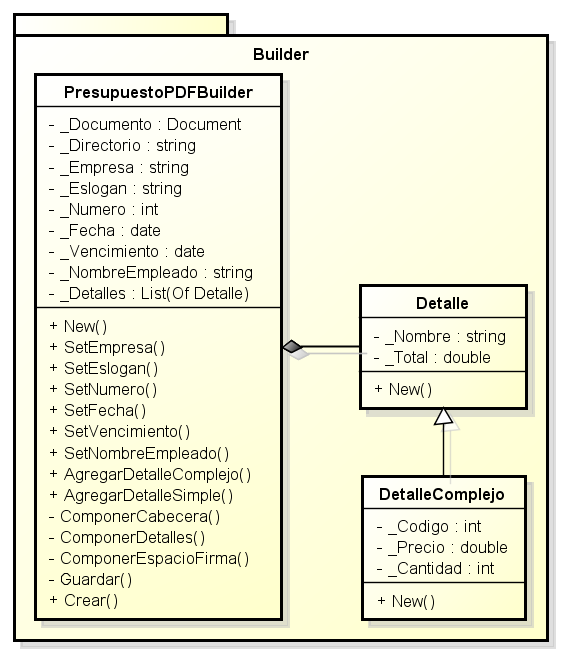 Builder
PresupuestoPDFBuilder
- _Documento : Document
- _Directorio : string
- _Empresa : string
- _Eslogan : string
- _Numero : int
- _Fecha : date
- _Vencimiento : date
- _NombreEmpleado : string
- _Detalles : List(Of Detalle)
+ New()
+ SetEmpresa()
+ SetEslogan()
+ SetNumero()
+ SetFecha()
+ SetVencimiento()
+ SetNombreEmpleado()
+ AgregarDetalleComplejo()
+ AgregarDetalleSimple()
- ComponerCabecera()
- ComponerDetalles()
- ComponerEspacioFirma()
- Guardar()
+ Crear()
Detalle
- _Nombre : string
- _Total : double
+ New()
DetalleComplejo
- _Codigo : int
- _Precio : double
- _Cantidad : int
+ New()